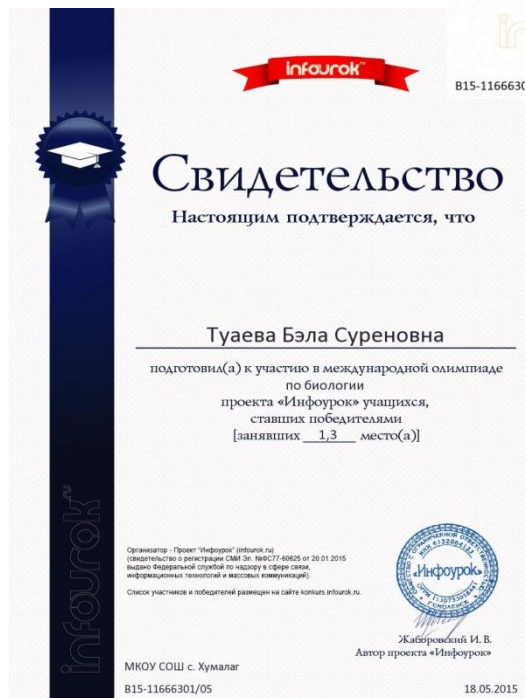 infourok™
B15-1166630
Свидетельство
Настоящим подтверждается, что
Туаева Бэла Суреновна
подготовил(а) к участию в международной олимпиаде
по биологии
проекта «Инфоурок» учащихся,
ставших победителями
[занявших 1,3 место(а)]
Организатор - Проект "Инфоурок" (infourok.ru)
(свидетельство о регистрации СМИ Эл. №ФС77-60625 от 20.01.2015
выдано Федеральной службой по надзору в сфере связи,
информационных технологий и массовых коммуникаций).
Список участников и победителей размещен на сайте konkurs.infourok.ru.
infourok.ru
«Инфоурок»
Жаборовский И. В.
Автор проекта «Инфоурок»
МКОУ СОШ с. Хумалаг
B15-11666301/05
18.05.2015